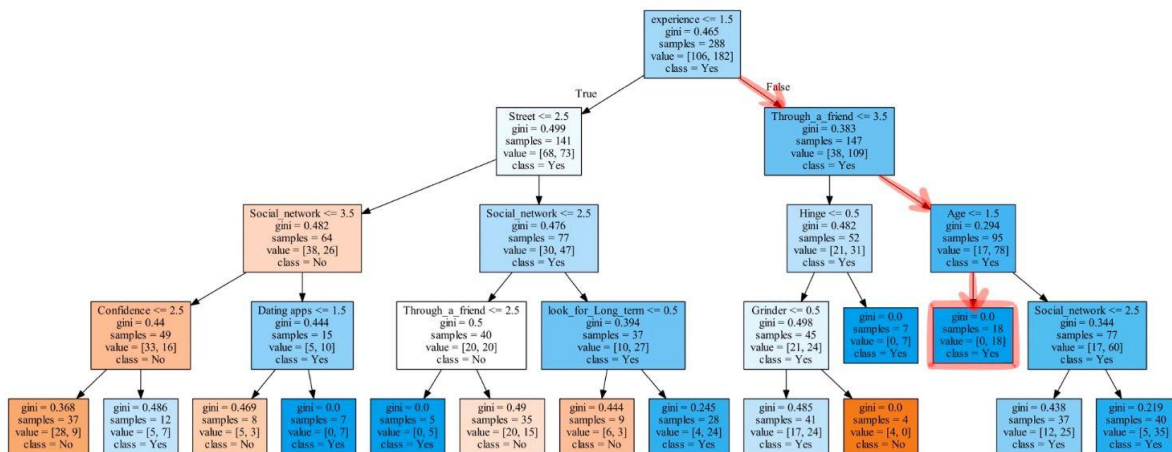 experience <= 1.5
gini = 0.465
samples = 288
value = [106, 182]
class = Yes
True
False
Street <= 2.5
gini = 0.499
samples = 141
value = [68, 73]
class = Yes
Through_a_friend <= 3.5
gini = 0.383
samples = 147
value = [38, 109]
class = Yes
Social_network <= 3.5
gini = 0.482
samples = 64
value = [38, 26]
class = No
Social_network <= 2.5
gini = 0.476
samples = 77
value = [30, 47]
class = Yes
Hinge <= 0.5
gini = 0.482
samples = 52
value = [21, 31]
class = Yes
Age <= 1.5
gini = 0.294
samples = 95
value = [17, 78]
class = Yes
Confidence <= 2.5
gini = 0.44
samples = 49
value = [33, 16]
class = No
Dating apps <= 1.5
gini = 0.444
samples = 15
value = [5, 10]
class = Yes
Through_a_friend <= 2.5
gini = 0.5
samples = 40
value = [20, 20]
class = No
look_for_Long_term <= 0.5
gini = 0.394
samples = 37
value = [10, 27]
class = Yes
Grinder <= 0.5
gini = 0.498
samples = 45
value = [21, 24]
class = Yes
gini = 0.0
samples = 7
value = [0, 7]
class = Yes
gini = 0.0
samples = 18
value = [0, 18]
class = Yes
Social_network <= 2.5
gini = 0.344
samples = 77
value = [17, 60]
class = Yes
gini = 0.368
samples = 37
value = [28, 9]
class = No
gini = 0.486
samples = 12
value = [5, 7]
class = Yes
gini = 0.469
samples = 8
value = [5, 3]
class = No
gini = 0.0
samples = 7
value = [0, 7]
class = Yes
gini = 0.0
samples = 5
value = [0, 5]
class = Yes
gini = 0.49
samples = 35
value = [20, 15]
class = No
gini = 0.444
samples = 9
value = [6, 3]
class = No
gini = 0.245
samples = 28
value = [4, 24]
class = Yes
gini = 0.485
samples = 41
value = [17, 24]
class = Yes
gini = 0.0
samples = 4
value = [4, 0]
class = No
gini = 0.438
samples = 37
value = [12, 25]
class = Yes
gini = 0.219
samples = 40
value = [5, 35]
class = Yes